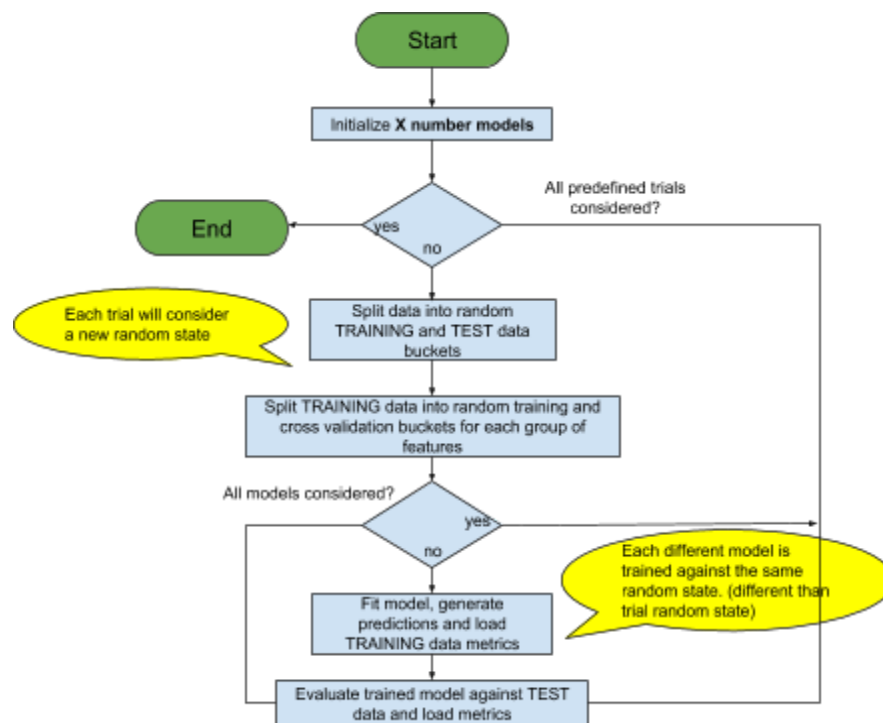 Start
Initialize X number models
All predefined trials
considered?
End
yes
no
Each trial will consider
a new random state
Split data into random
TRAINING and TEST data
buckets
Split TRAINING data into random training and
cross validation buckets for each group of
features
All models considered?
yes
no
Each different model is
trained against the same
random state. (different than
trial random state)
Fit model, generate
predictions and load
TRAINING data metrics
Evaluate trained model against TEST
data and load metrics